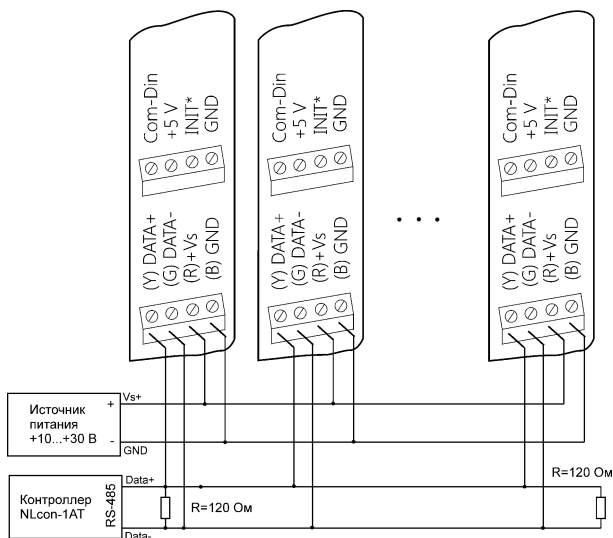 Com-Din
+5 V
INIT*
GND
Com-Din
+5 V
INIT*
GND
Com-Din
+5 V
INIT*
GND
(Y) DATA+
(G) DATA-
(R)+Vs
(B) GND
(Y) DATA+
(G) DATA-
(R)+Vs
(B) GND
(Y) DATA+
(G) DATA-
(R)+Vs
(B) GND
Источник
питания
+10...+30 В
+
-
Vs+
GND
Контроллер
NLcon-1AT
RS-485
Data+
Data-
R=120 Ом
R=120 Ом